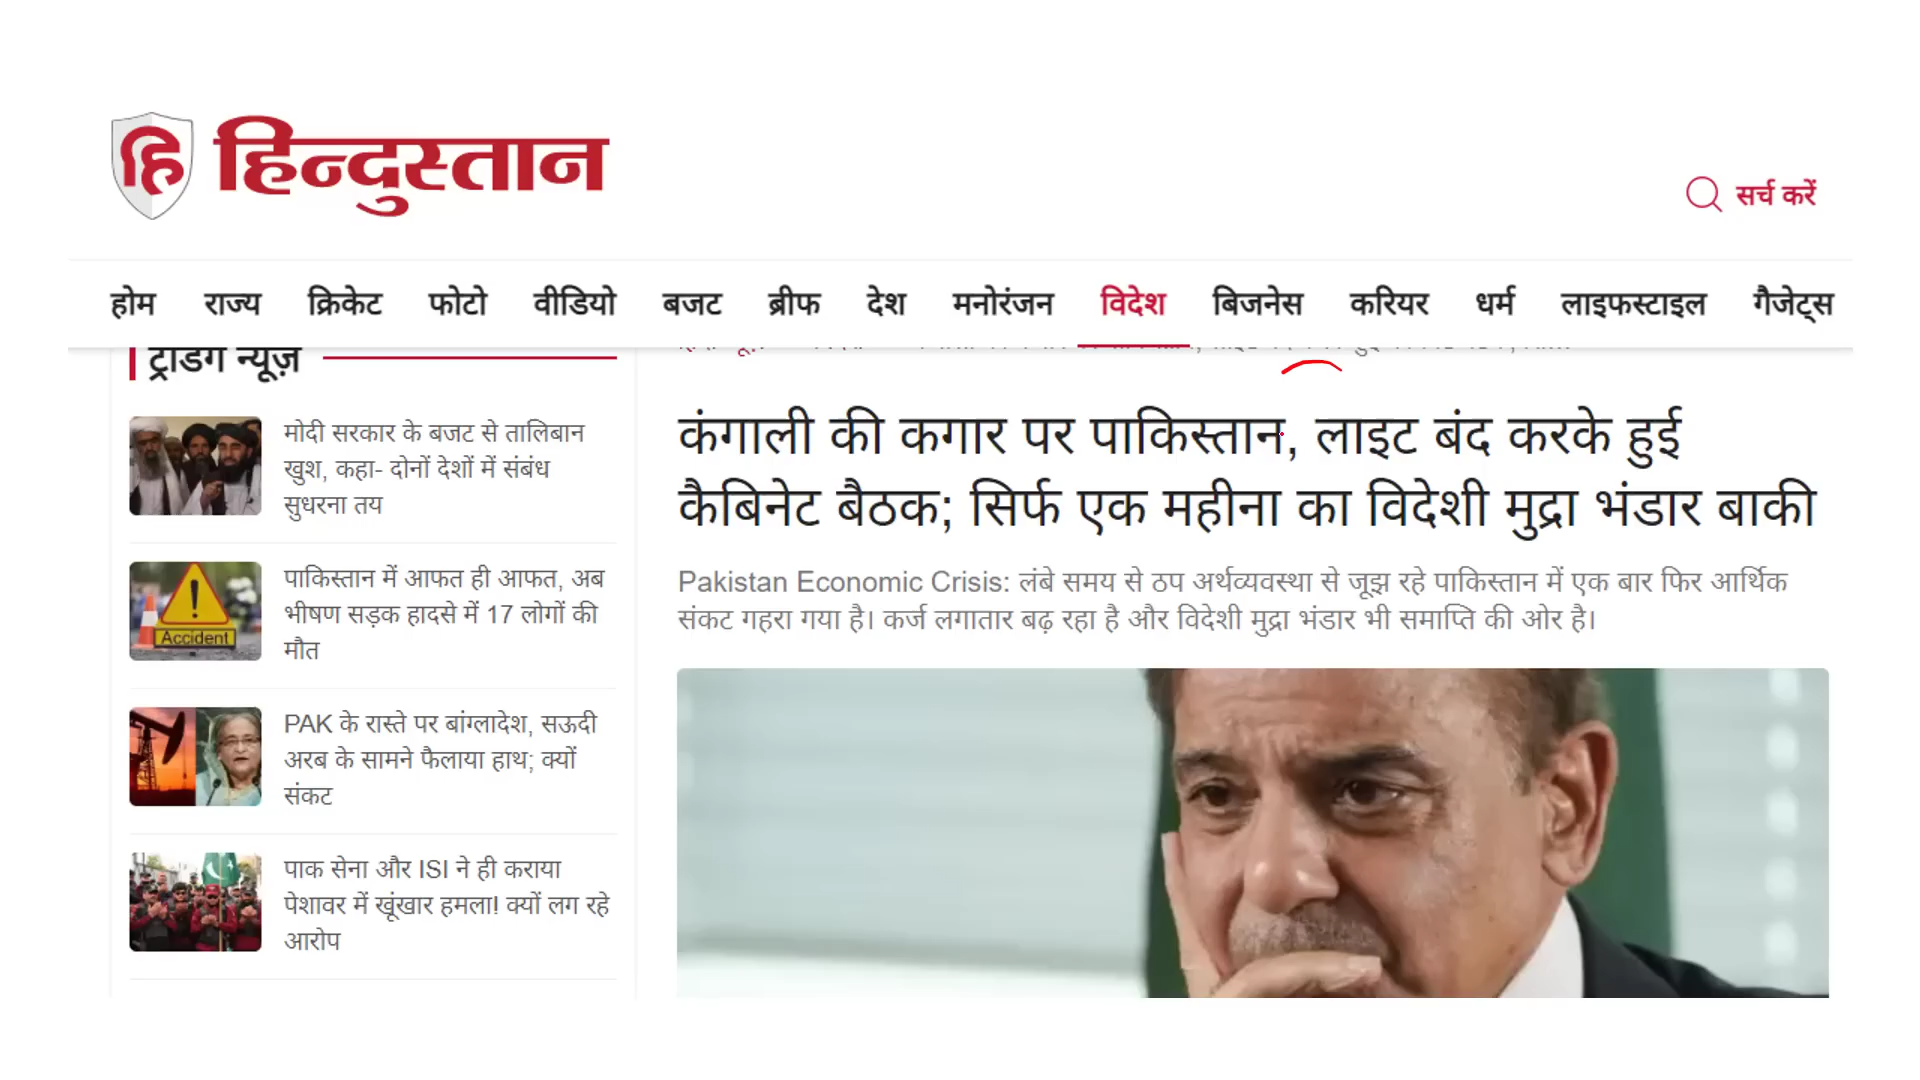 हि हिन्दुस्तान
सर्च करें
होम राज्य क्रिकेट फोटो वीडियो बजट ब्रीफ देश मनोरंजन विदेश बिजनेस करियर धर्म लाइफस्टाइल गैजेट्स
ट्रेंडिंग न्यूज़
मोदी सरकार के बजट से तालिबान
खुश, कहा- दोनों देशों में संबंध
सुधरना तय
Accident
पाकिस्तान में आफत ही आफत, अब
भीषण सड़क हादसे में 17 लोगों की
मौत
PAK के रास्ते पर बांग्लादेश, सऊदी
अरब के सामने फैलाया हाथ; क्यों
संकट
पाक सेना और ISI ने ही कराया
पेशावर में खूंखार हमला! क्यों लग रहे
आरोप
कंगाली की कगार पर पाकिस्तान, लाइट बंद करके हुई
कैबिनेट बैठक; सिर्फ एक महीना का विदेशी मुद्रा भंडार बाकी
Pakistan Economic Crisis: लंबे समय से ठप अर्थव्यवस्था से जूझ रहे पाकिस्तान में एक बार फिर आर्थिक
संकट गहरा गया है। कर्ज लगातार बढ़ रहा है और विदेशी मुद्रा भंडार भी समाप्ति की ओर है।